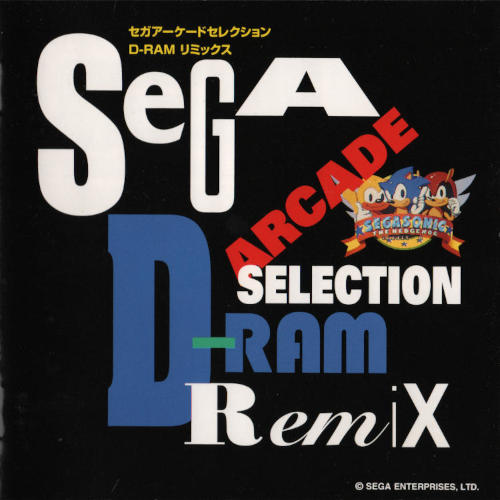 セガアーケードセレクション
D-RAM リミックス
SeGA
ARCADE
SEGASONIC
THE HEDGEHOG
SELECTION
D-RAM
RemiX
© SEGA ENTERPRISES, LTD.